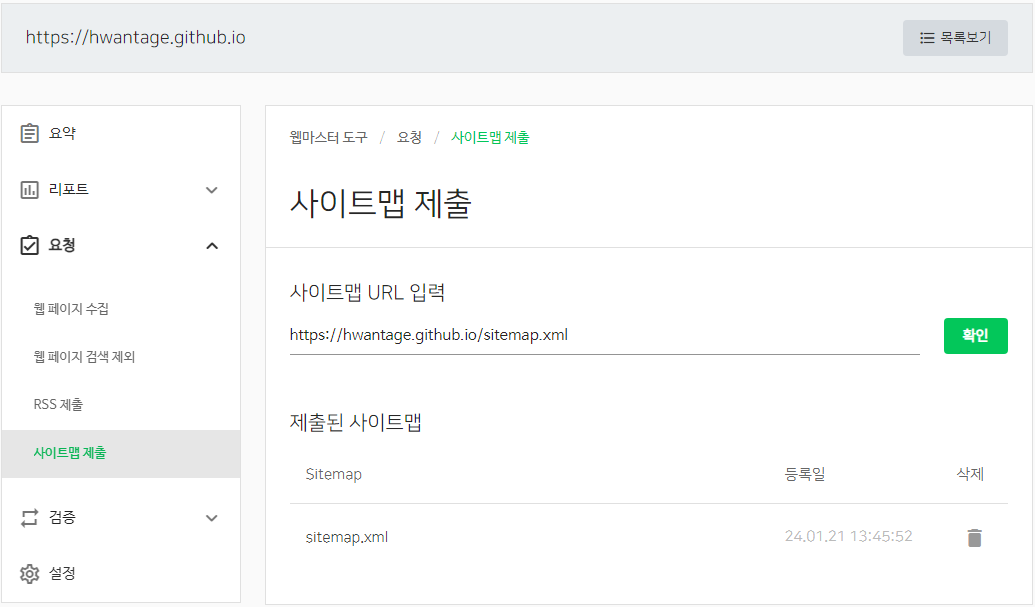 https://hwantage.github.io
목록보기
요약
리포트
요청
웹 페이지 수집
웹 페이지 검색 제외
RSS 제출
사이트맵 제출
검증
설정
웹마스터 도구 / 요청 / 사이트맵 제출
사이트맵 제출
사이트맵 URL 입력
https://hwantage.github.io/sitemap.xml
확인
제출된 사이트맵
Sitemap 등록일 삭제
sitemap.xml 24.01.21 13:45:52